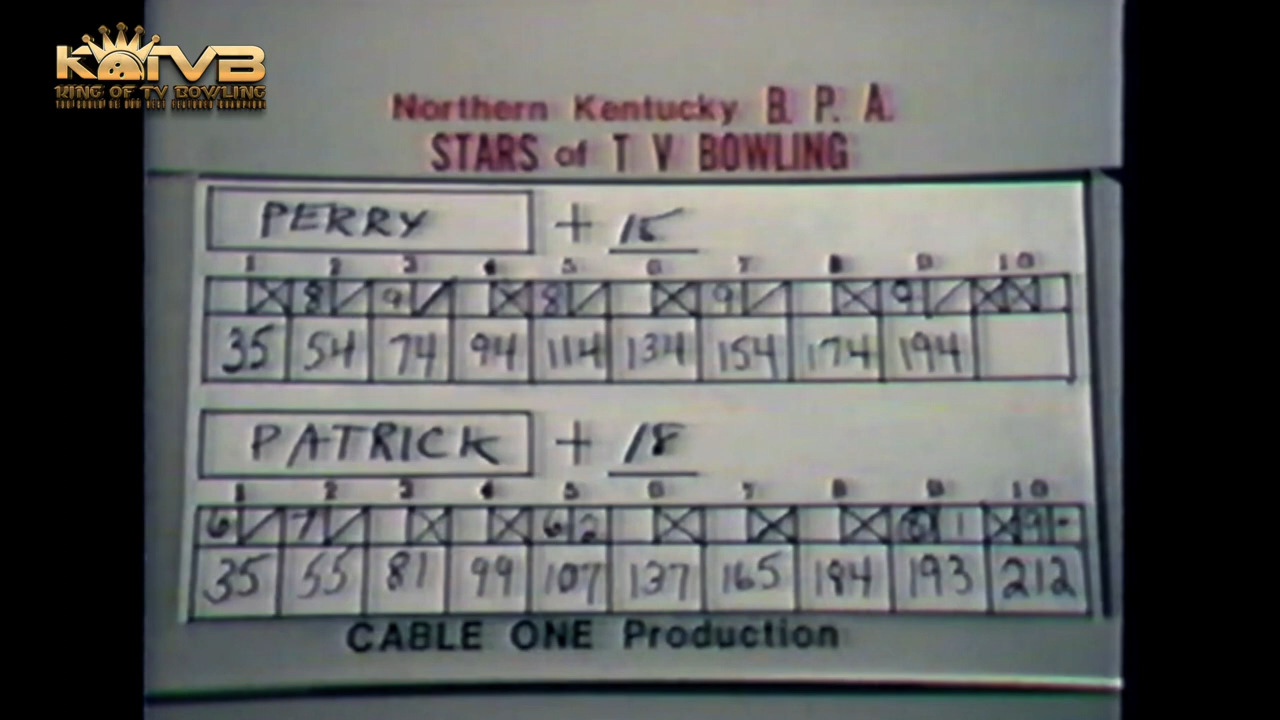 KOTVB
KING OF TV BOWLING
Northern Kentucky B. P. A.
STARS of T V BOWLING
PERRY + 15
1 2 3 4 5 6 7 8 9 10
X 8 / 9 / X 8 / X 9 / X 9 / X X
35 54 74 94 114 134 154 174 194
PATRICK + 18
1 2 3 4 5 6 7 8 9 10
6 / 7 / X X 6 2 X X X 8 1 X 9 -
35 55 81 99 107 137 165 184 193 212
CABLE ONE Production